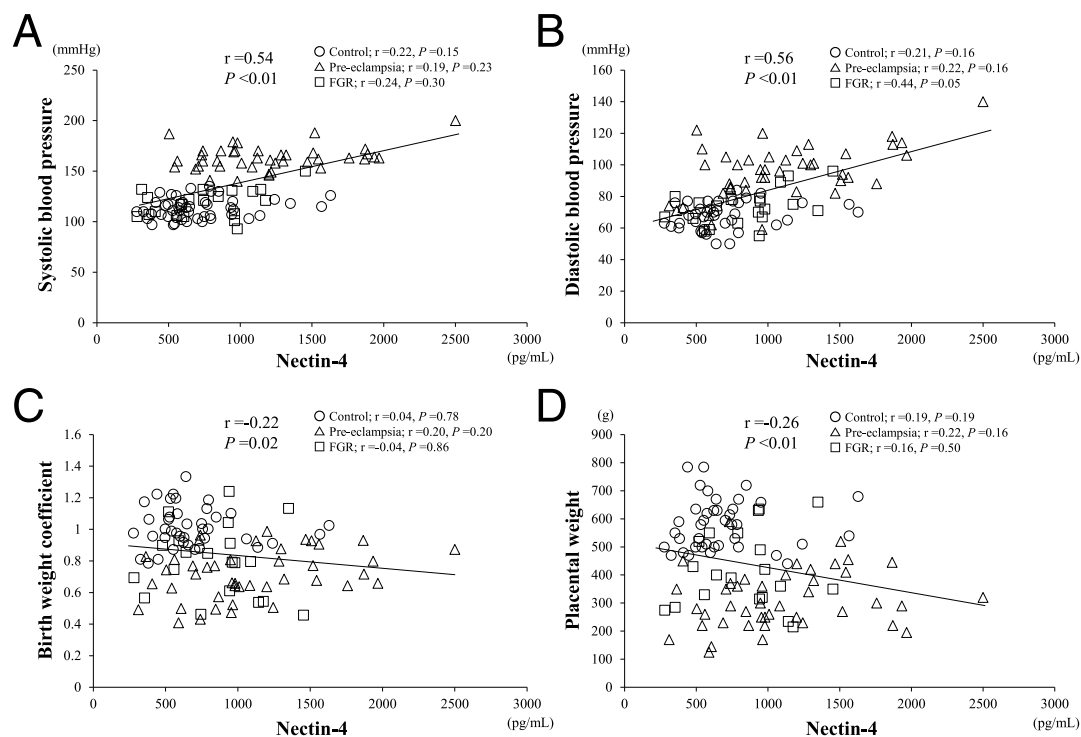 A
(mmHg)
r =0.54
P <0.01
Control; r =0.22, P =0.15
Pre-eclampsia; r =0.19, P =0.23
FGR; r =0.24, P =0.30
250
200
150
100
50
0
Systolic blood pressure
0 500 1000 1500 2000 2500 3000
Nectin-4
(pg/mL)
B
(mmHg)
r =0.56
P <0.01
Control; r =0.21, P =0.16
Pre-eclampsia; r =0.22, P =0.16
FGR; r =0.44, P =0.05
160
140
120
100
80
60
40
20
0
Diastolic blood pressure
0 500 1000 1500 2000 2500 3000
Nectin-4
(pg/mL)
C
r =-0.22
P =0.02
Control; r =0.04, P =0.78
Pre-eclampsia; r =0.20, P =0.20
FGR; r =-0.04, P =0.86
1.6
1.4
1.2
1
0.8
0.6
0.4
0.2
0
Birth weight coefficient
0 500 1000 1500 2000 2500 3000
Nectin-4
(pg/mL)
D
(g)
r =-0.26
P <0.01
Control; r =0.19, P =0.19
Pre-eclampsia; r =0.22, P =0.16
FGR; r =0.16, P =0.50
900
800
700
600
500
400
300
200
100
0
Placental weight
0 500 1000 1500 2000 2500 3000
Nectin-4
(pg/mL)